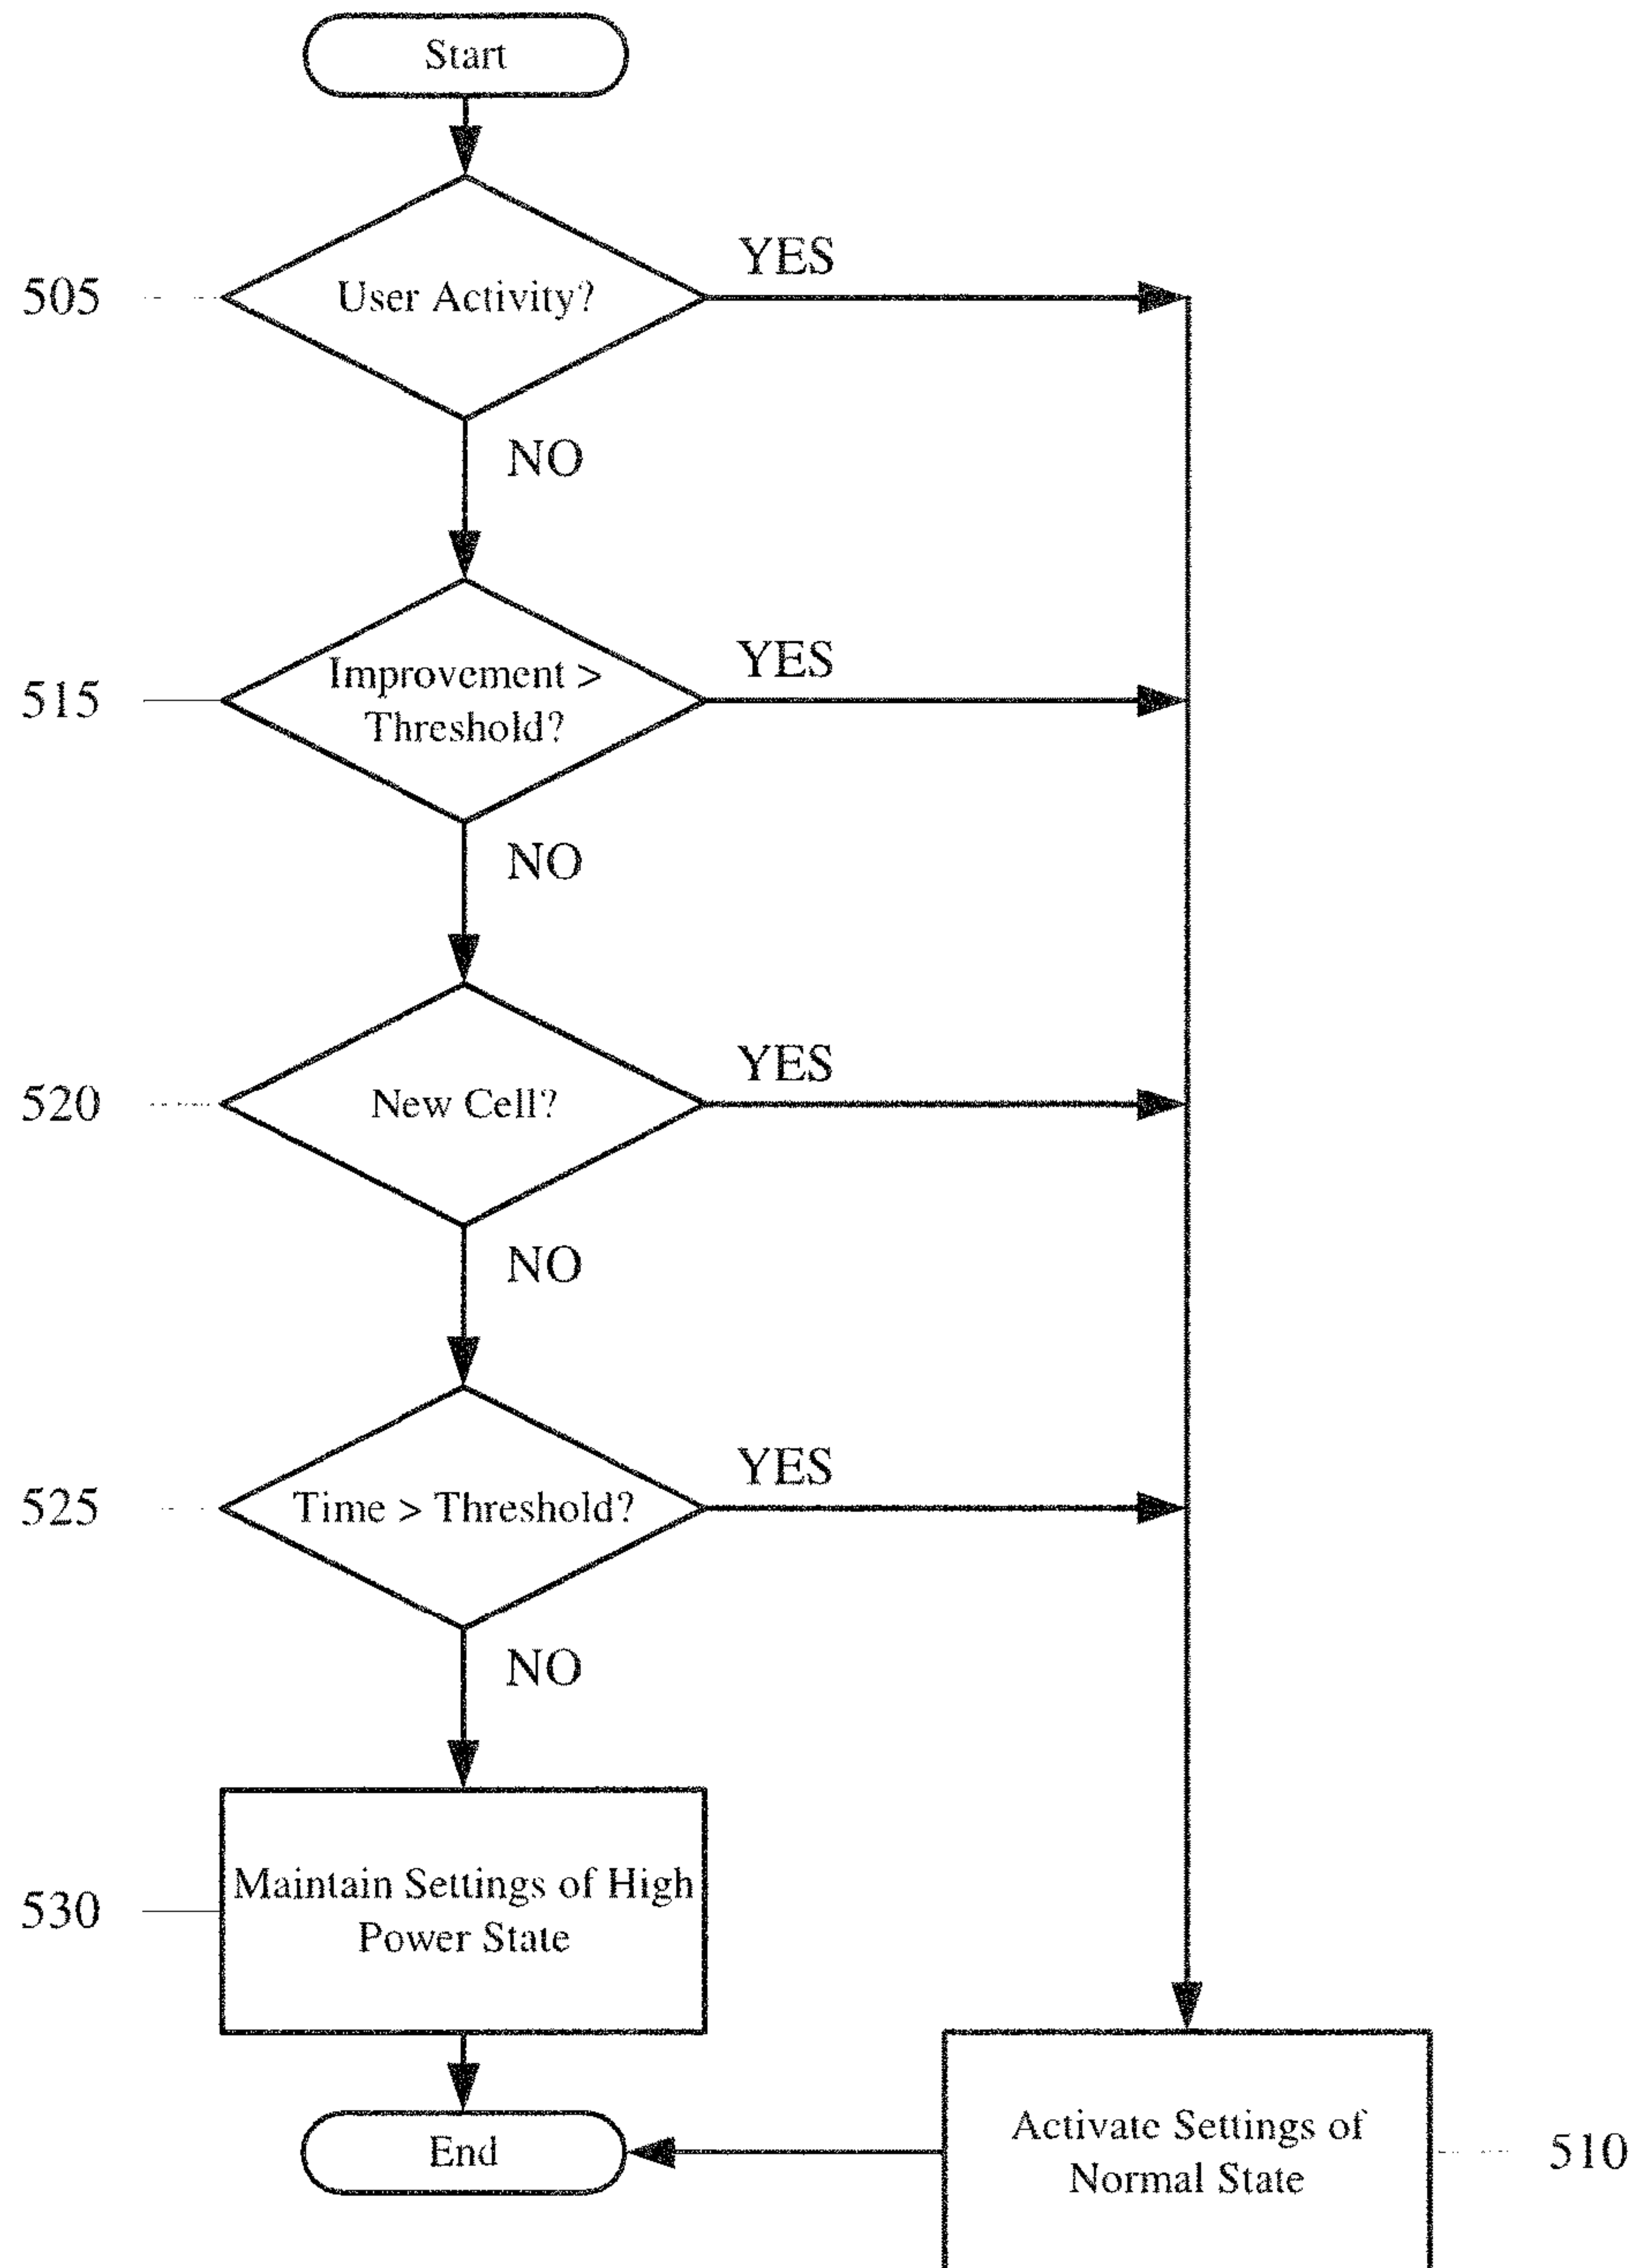 Start
505
User Activity?
YES
NO
515
Improvement >
Threshold?
YES
NO
520
New Cell?
YES
NO
525
Time > Threshold?
YES
NO
530
Maintain Settings of High
Power State
End
Activate Settings of
Normal State
510